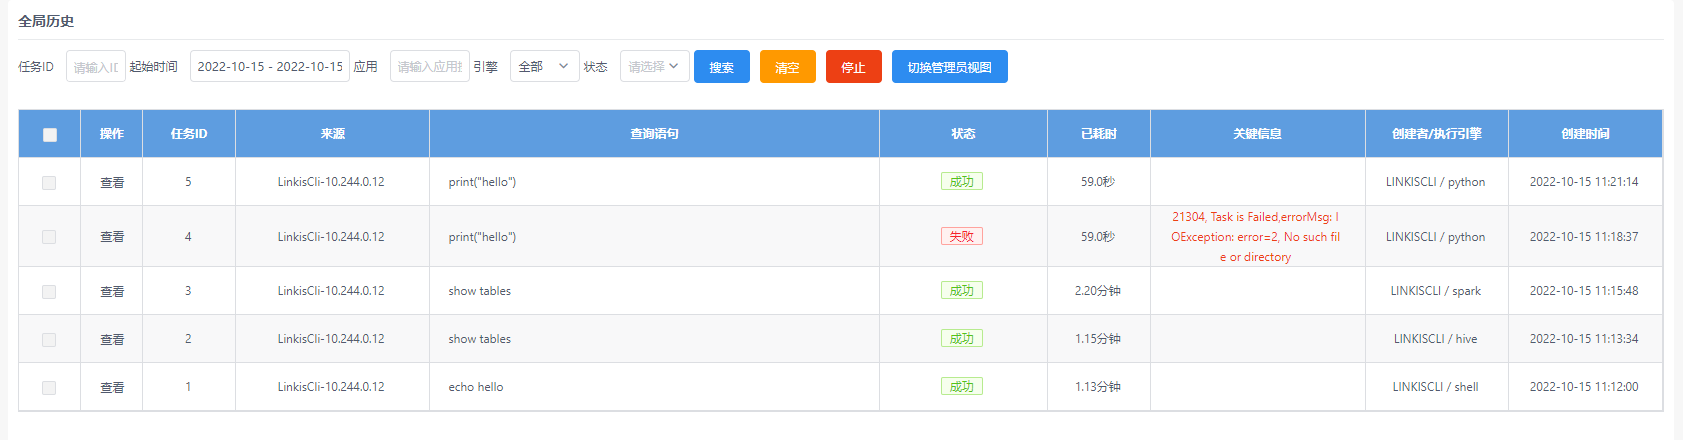 全局历史
任务ID 请输入ID 起始时间 2022-10-15 - 2022-10-15 应用 请输入应用 引擎 全部 状态 请选择 搜索 清空 停止 切换管理员视图
操作 任务ID 来源 查询语句 状态 已耗时 关键信息 创建者/执行引擎 创建时间
查看 5 LinkisCli-10.244.0.12 print("hello") 成功 59.0秒 LINKISCLI / python 2022-10-15 11:21:14
查看 4 LinkisCli-10.244.0.12 print("hello") 失败 59.0秒 21304, Task is Failed,errorMsg: I
OException: error=2, No such fil
e or directory LINKISCLI / python 2022-10-15 11:18:37
查看 3 LinkisCli-10.244.0.12 show tables 成功 2.20分钟 LINKISCLI / spark 2022-10-15 11:15:48
查看 2 LinkisCli-10.244.0.12 show tables 成功 1.15分钟 LINKISCLI / hive 2022-10-15 11:13:34
查看 1 LinkisCli-10.244.0.12 echo hello 成功 1.13分钟 LINKISCLI / shell 2022-10-15 11:12:00